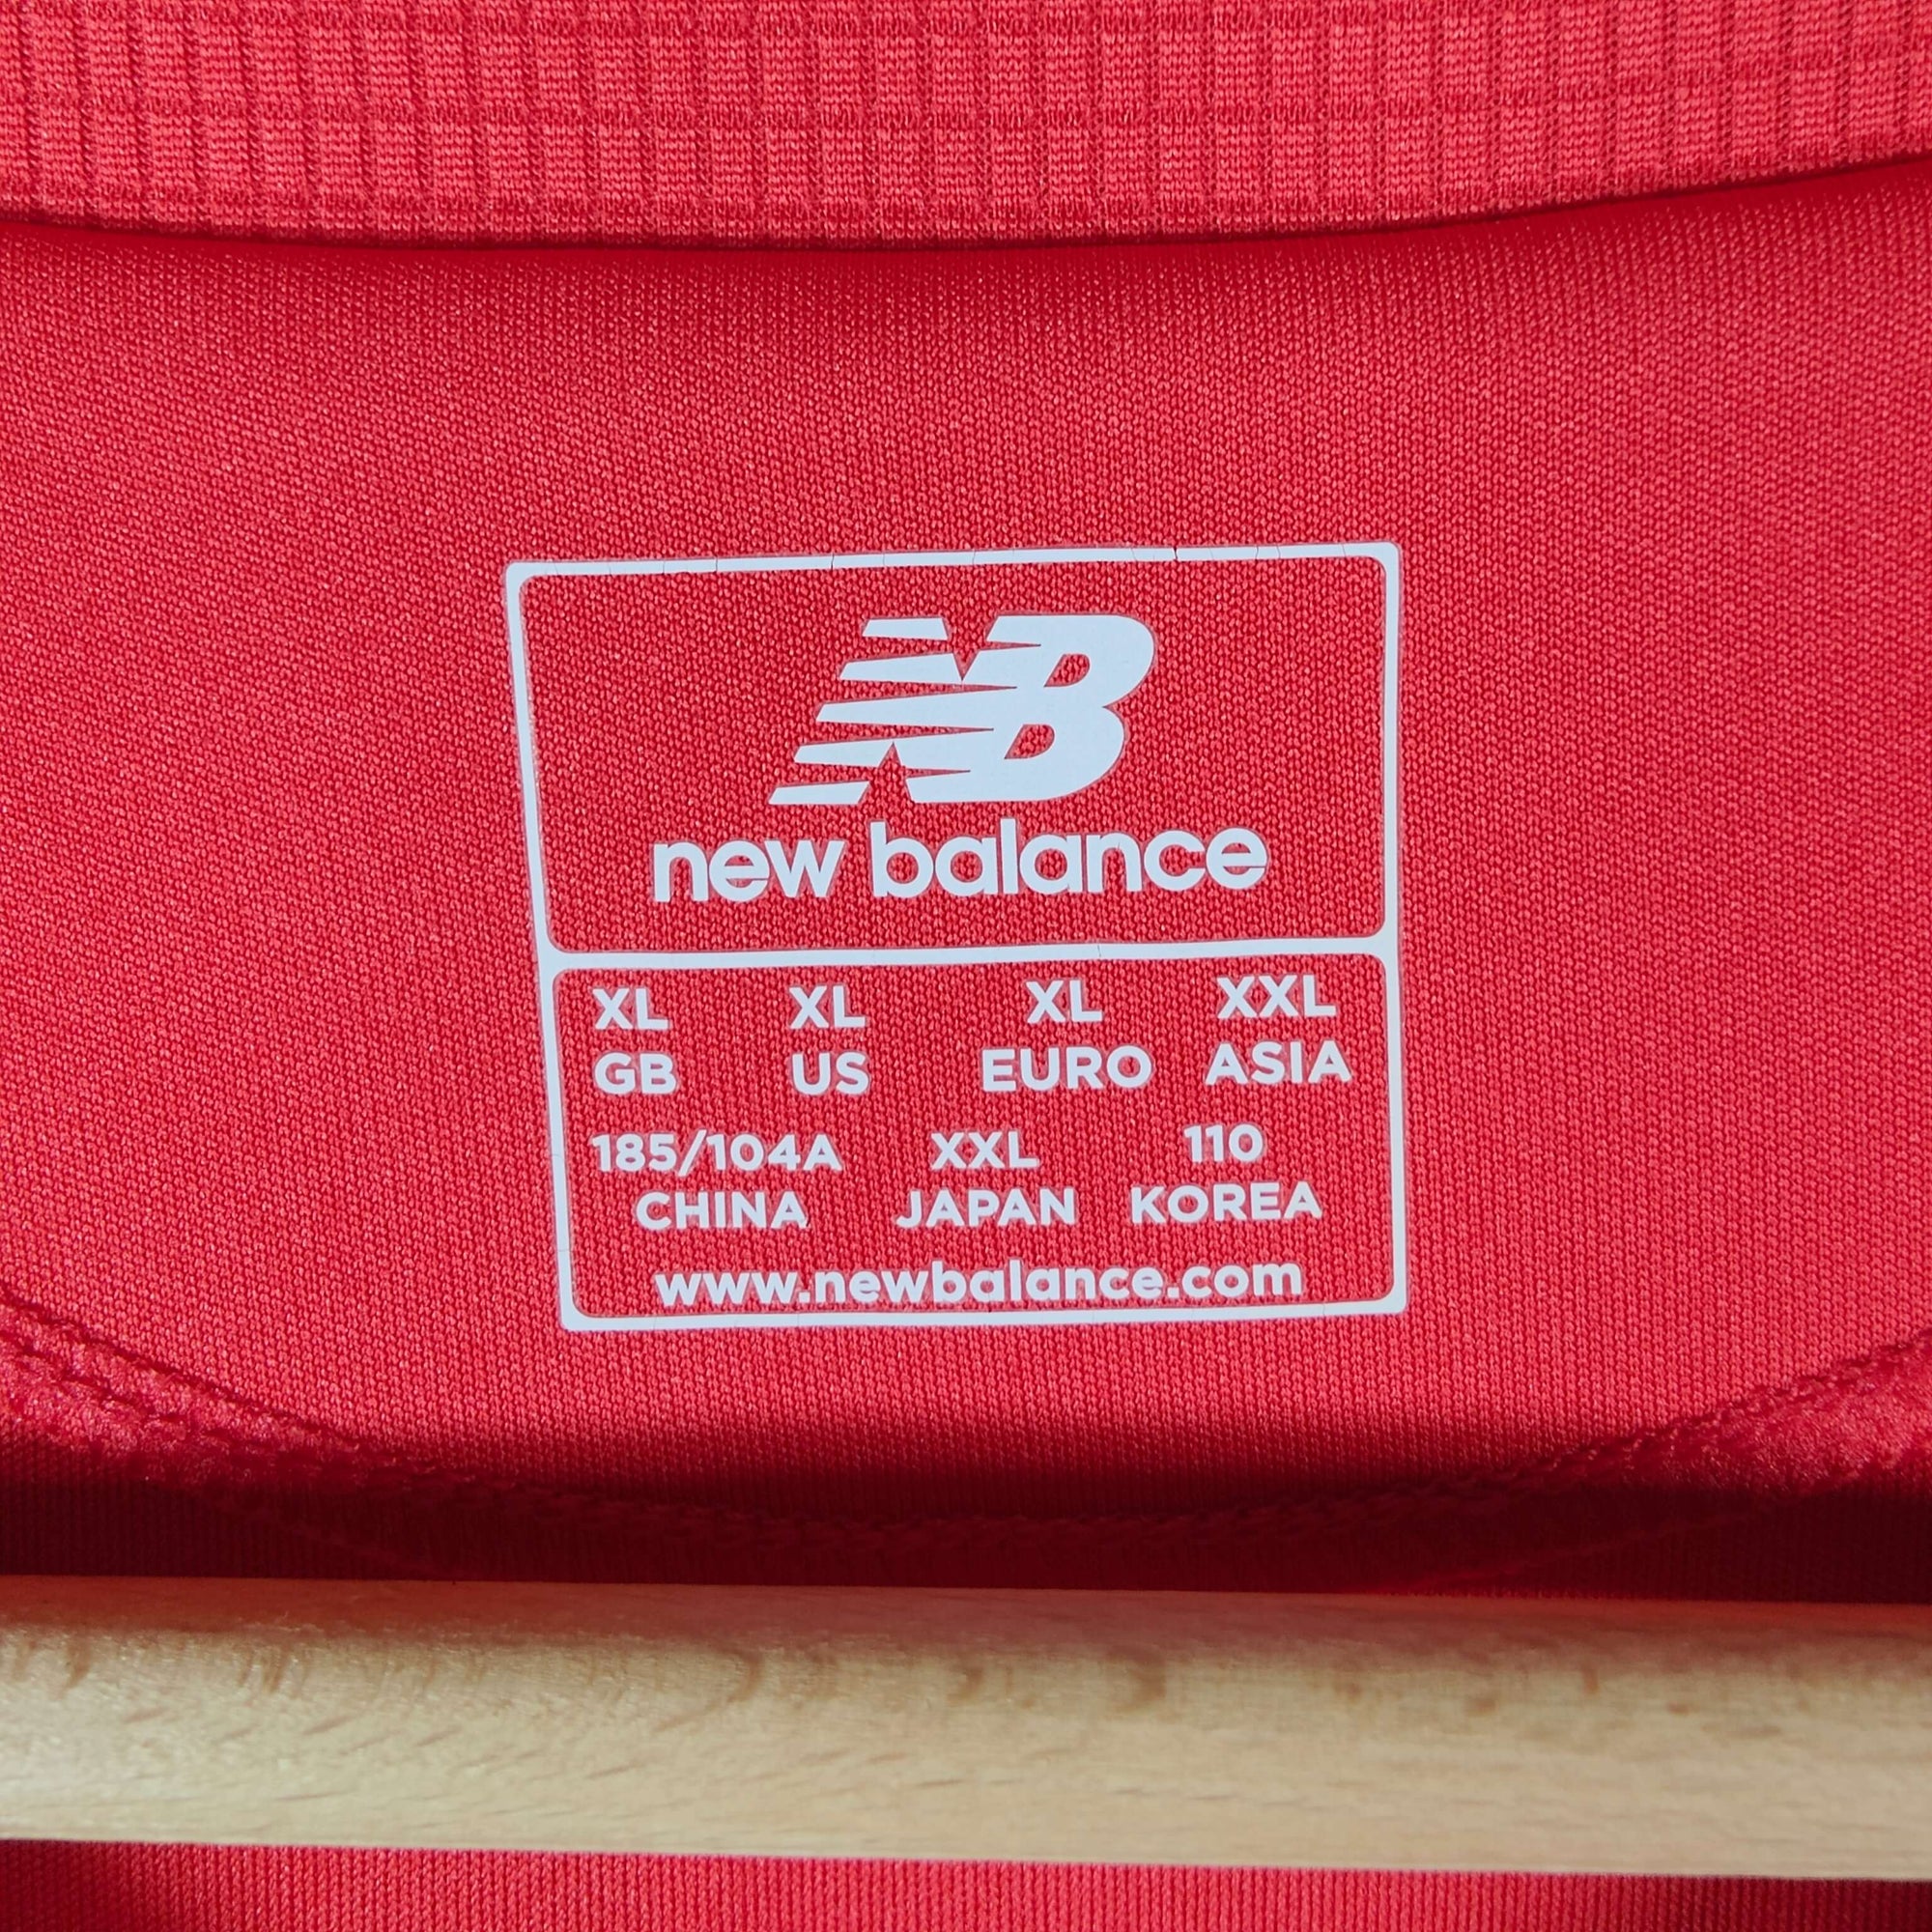 NB
new balance
XL XL XL XXL
GB US EURO ASIA
185/104A XXL 110
CHINA JAPAN KOREA
www.newbalance.com